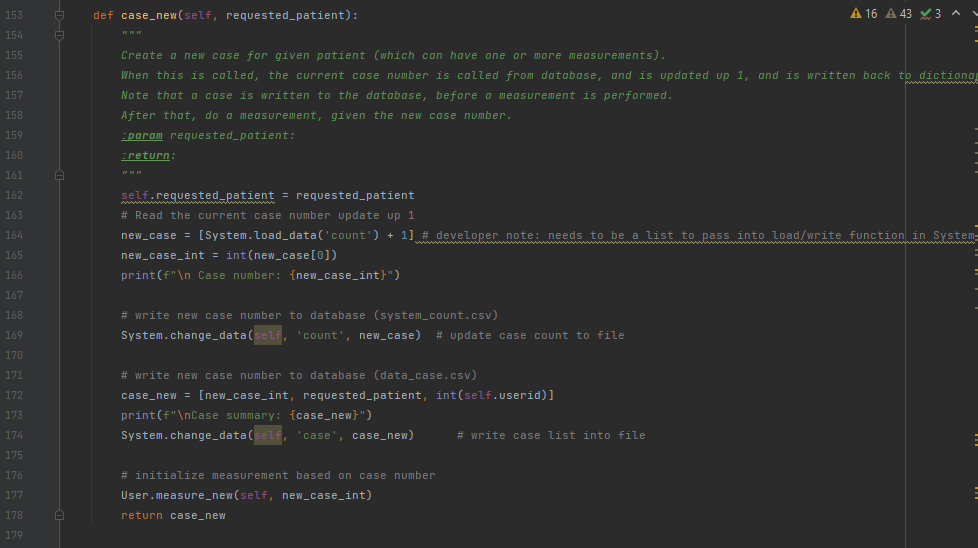 153 def case_new(self, requested_patient): 16 43 3
154 """
155 Create a new case for given patient (which can have one or more measurements).
156 When this is called, the current case number is called from database, and is updated up 1, and is written back to dictiona
157 Note that a case is written to the database, before a measurement is performed.
158 After that, do a measurement, given the new case number.
159 :param requested_patient:
160 :return:
161 """
162 self.requested_patient = requested_patient
163 # Read the current case number update up 1
164 new_case = [System.load_data('count') + 1] # developer note: needs to be a list to pass into load/write function in System
165 new_case_int = int(new_case[0])
166 print(f"\n Case number: {new_case_int}")
167
168 # write new case number to database (system_count.csv)
169 System.change_data(self, 'count', new_case) # update case count to file
170
171 # write new case number to database (data_case.csv)
172 case_new = [new_case_int, requested_patient, int(self.userid)]
173 print(f"\nCase summary: {case_new}")
174 System.change_data(self, 'case', case_new) # write case list into file
175
176 # initialize measurement based on case number
177 User.measure_new(self, new_case_int)
178 return case_new
179